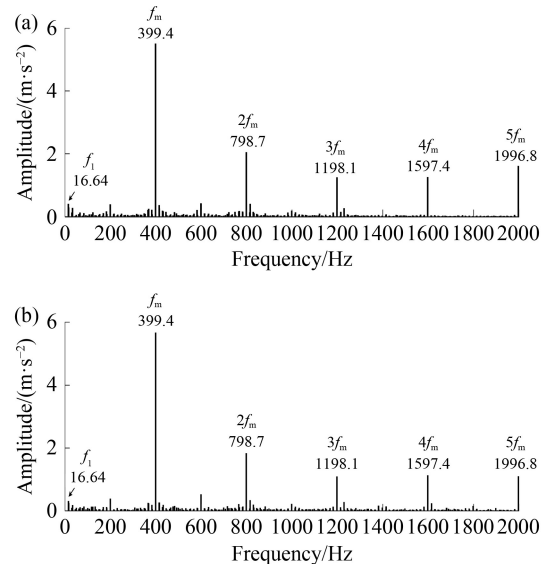 (a)
6
4
2
0
Amplitude/(m·s⁻²)
f₁
16.64
fₘ
399.4
2fₘ
798.7
3fₘ
1198.1
4fₘ
1597.4
5fₘ
1996.8
0 200 400 600 800 1000 1200 1400 1600 1800 2000
Frequency/Hz
(b)
6
4
2
0
Amplitude/(m·s⁻²)
f₁
16.64
fₘ
399.4
2fₘ
798.7
3fₘ
1198.1
4fₘ
1597.4
5fₘ
1996.8
0 200 400 600 800 1000 1200 1400 1600 1800 2000
Frequency/Hz